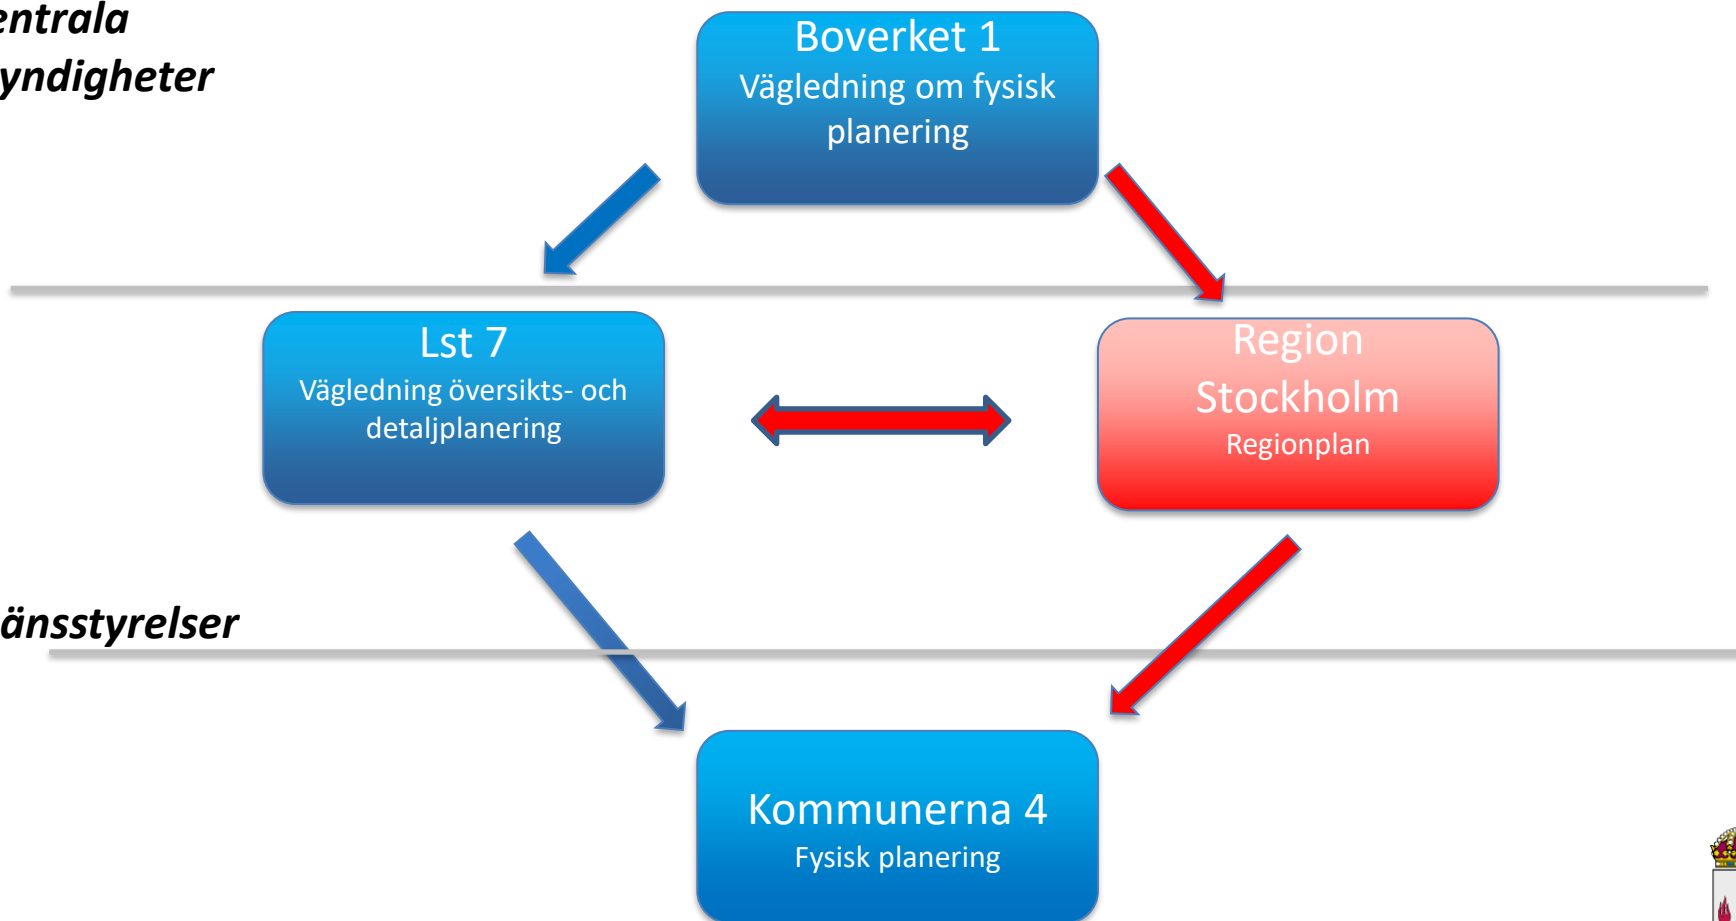 entrala
yndigheter
Boverket 1
Vägledning om fysisk
planering
Lst 7
Vägledning översikts- och
detaljplanering
Region
Stockholm
Regionplan
änsstyrelser
Kommunerna 4
Fysisk planering